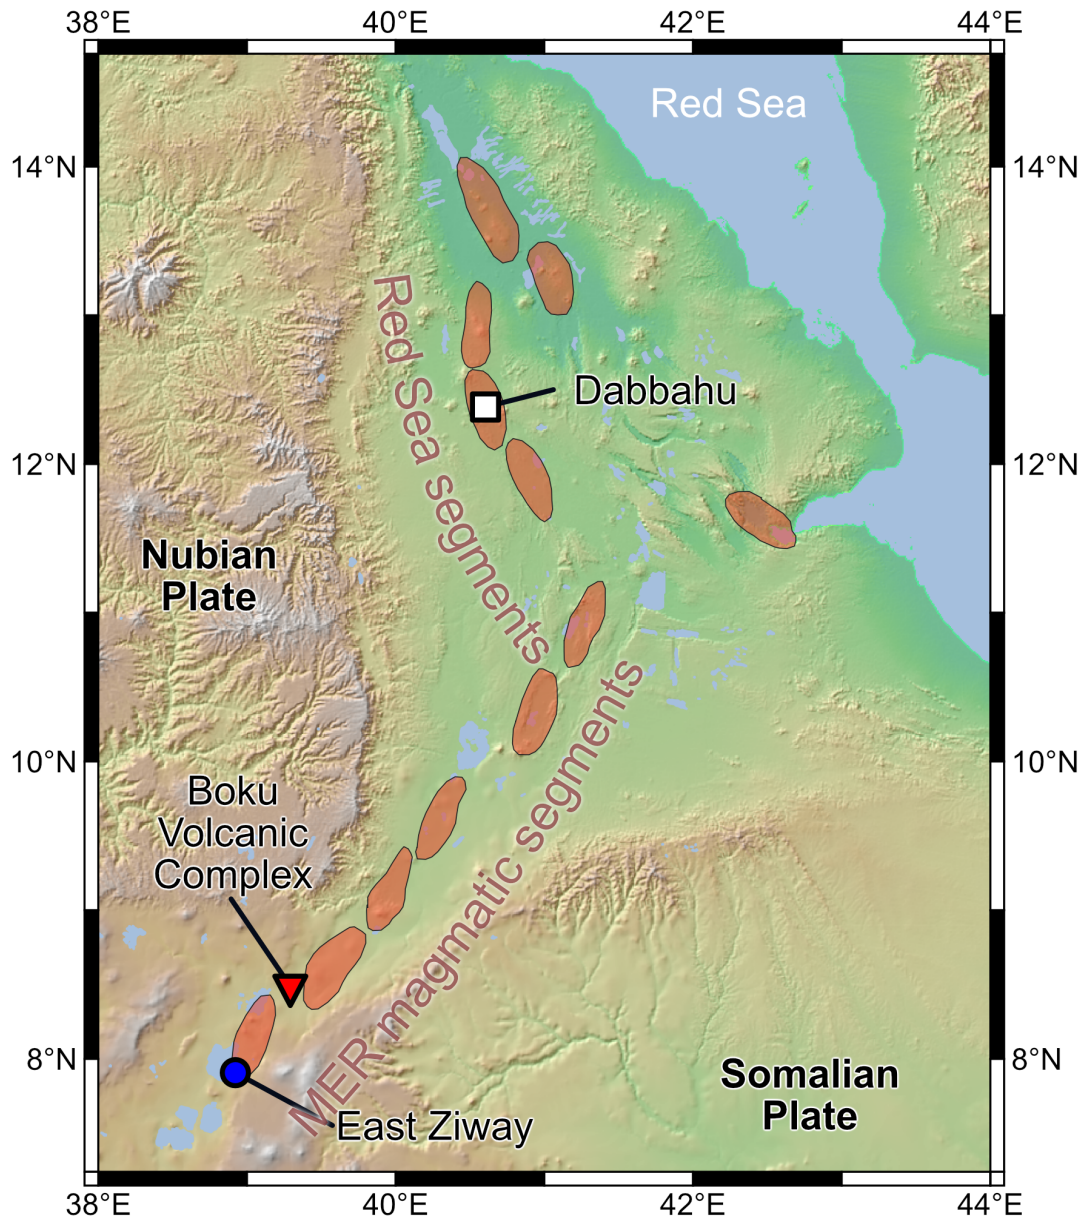 38°E 40°E 42°E 44°E
Red Sea
14°N 14°N
Red Sea segments
Dabbahu
12°N 12°N
Nubian
Plate
MER magmatic segments
10°N 10°N
Boku
Volcanic
Complex
8°N 8°N
Somalian
Plate
East Ziway
38°E 40°E 42°E 44°E